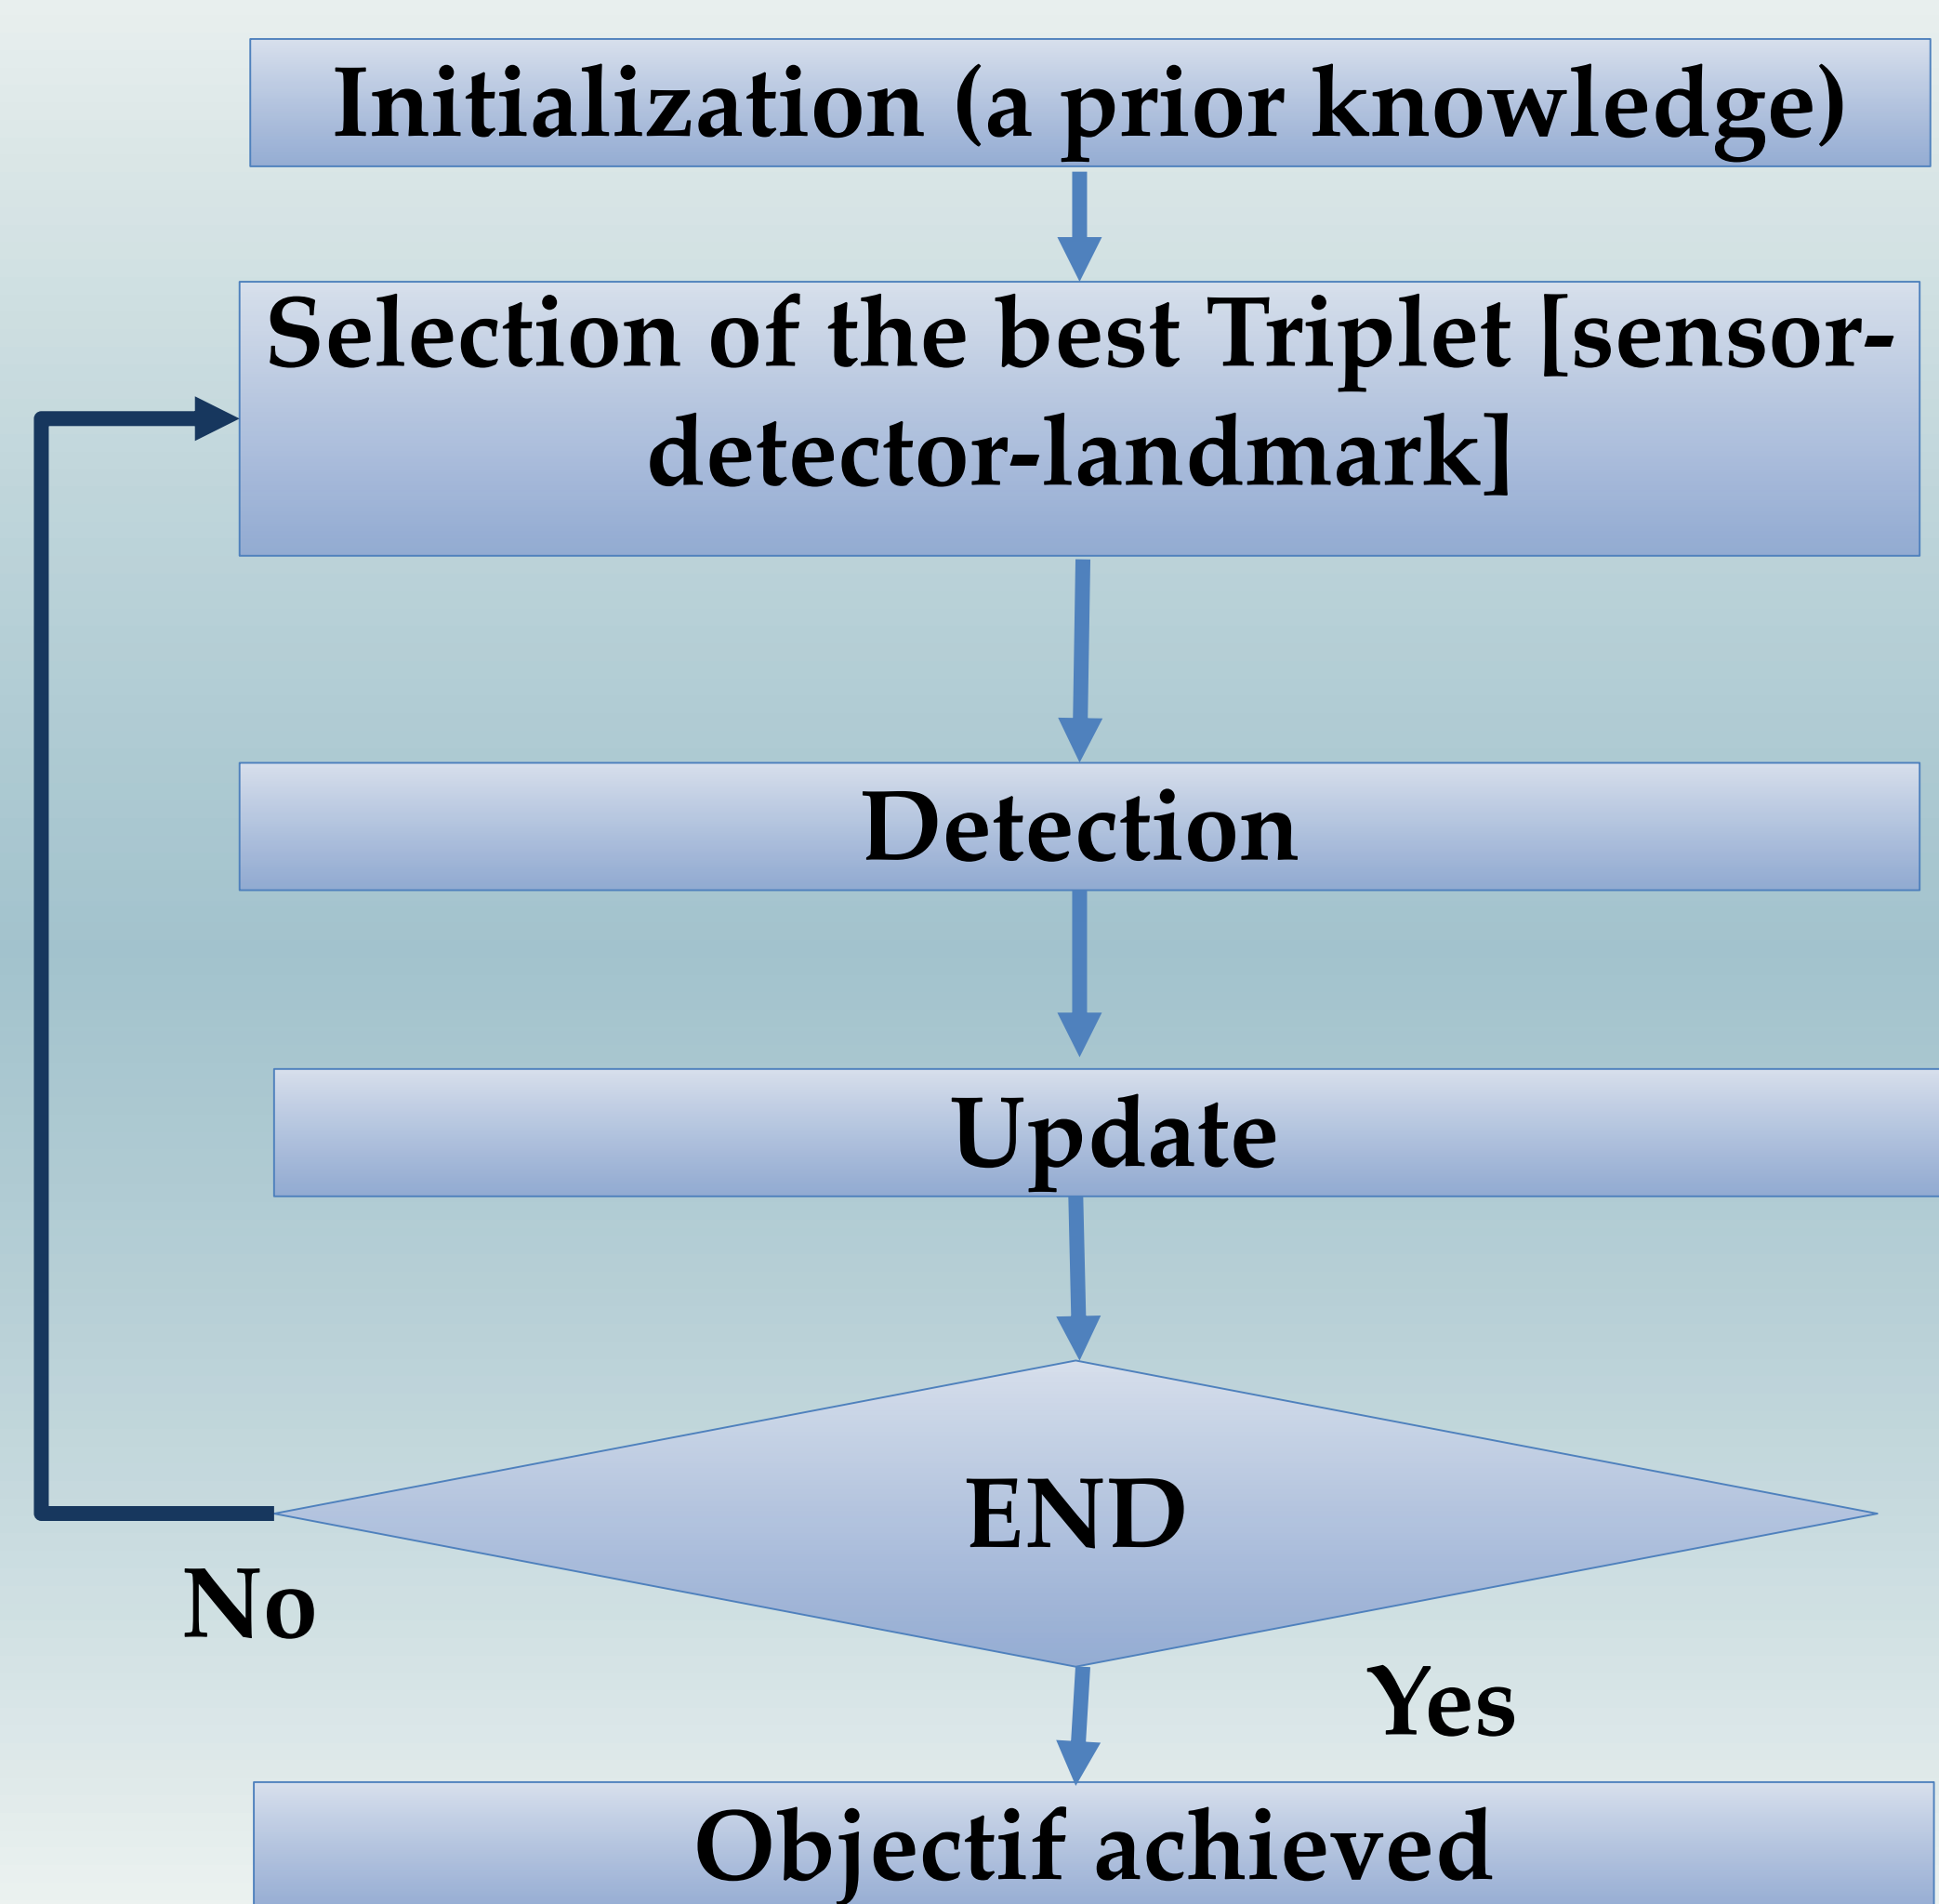 Initialization (a prior knowledge)
Selection of the best Triplet [sensor-
detector-landmark]
Detection
Update
END
No
Yes
Objectif achieved